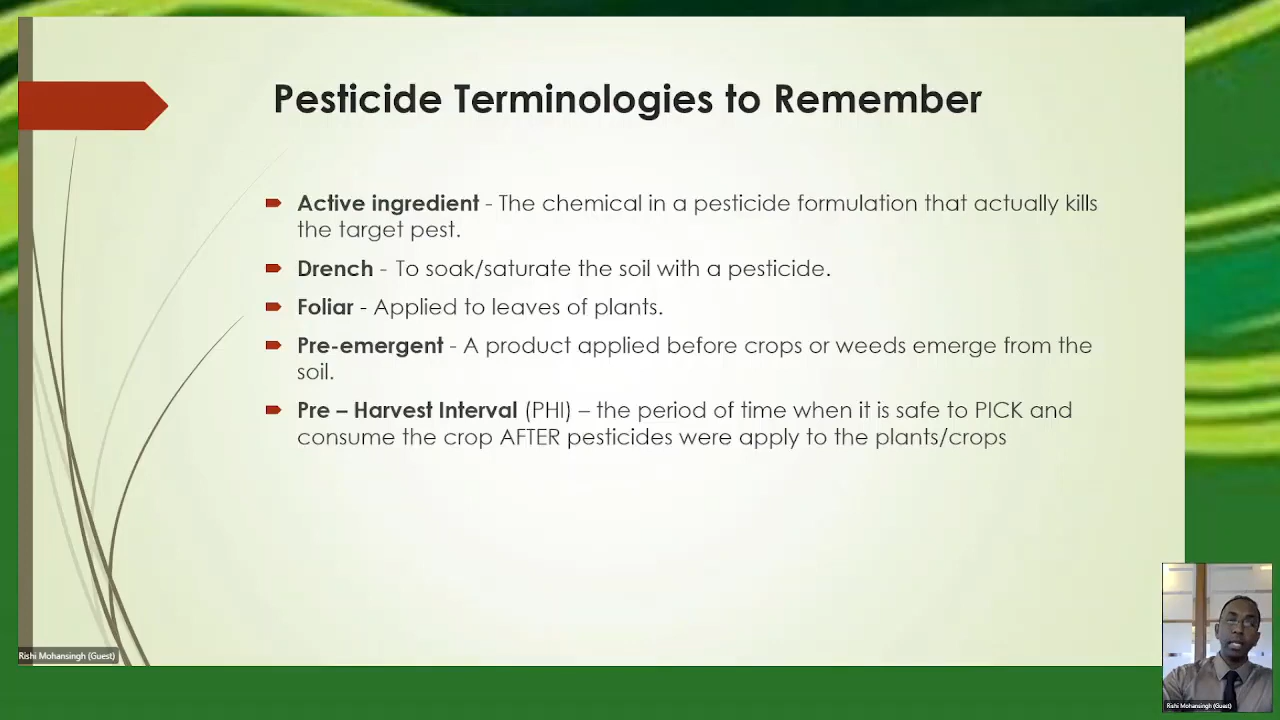 Pesticide Terminologies to Remember
Active ingredient - The chemical in a pesticide formulation that actually kills
the target pest.
Drench - To soak/saturate the soil with a pesticide.
Foliar - Applied to leaves of plants.
Pre-emergent - A product applied before crops or weeds emerge from the
soil.
Pre – Harvest Interval (PHI) – the period of time when it is safe to PICK and
consume the crop AFTER pesticides were apply to the plants/crops
Rishi Mohansingh (Guest)
Rishi Mohansingh (Guest)